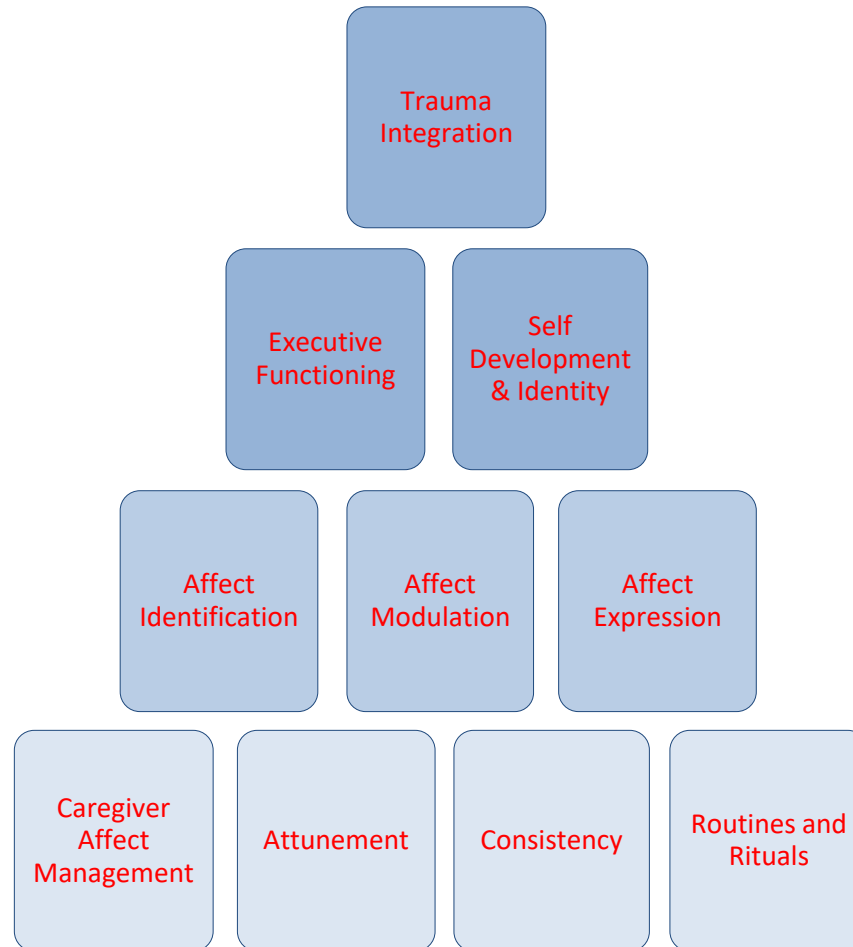 Trauma
Integration
Executive
Functioning
Self
Development
& Identity
Affect
Identification
Affect
Modulation
Affect
Expression
Caregiver
Affect
Management
Attunement
Consistency
Routines and
Rituals